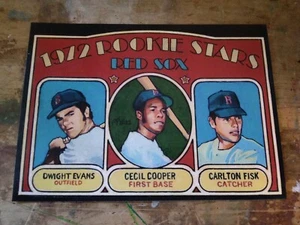 1972 ROOKIE STARS
RED SOX
DWIGHT EVANS
OUTFIELD
CECIL COOPER
FIRST BASE
CARLTON FISK
CATCHER